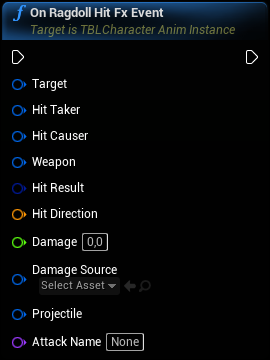 On Ragdoll Hit Fx Event
Target is TBLCharacter Anim Instance
Target
Hit Taker
Hit Causer
Weapon
Hit Result
Hit Direction
Damage 0,0
Damage Source
Select Asset
Projectile
Attack Name None